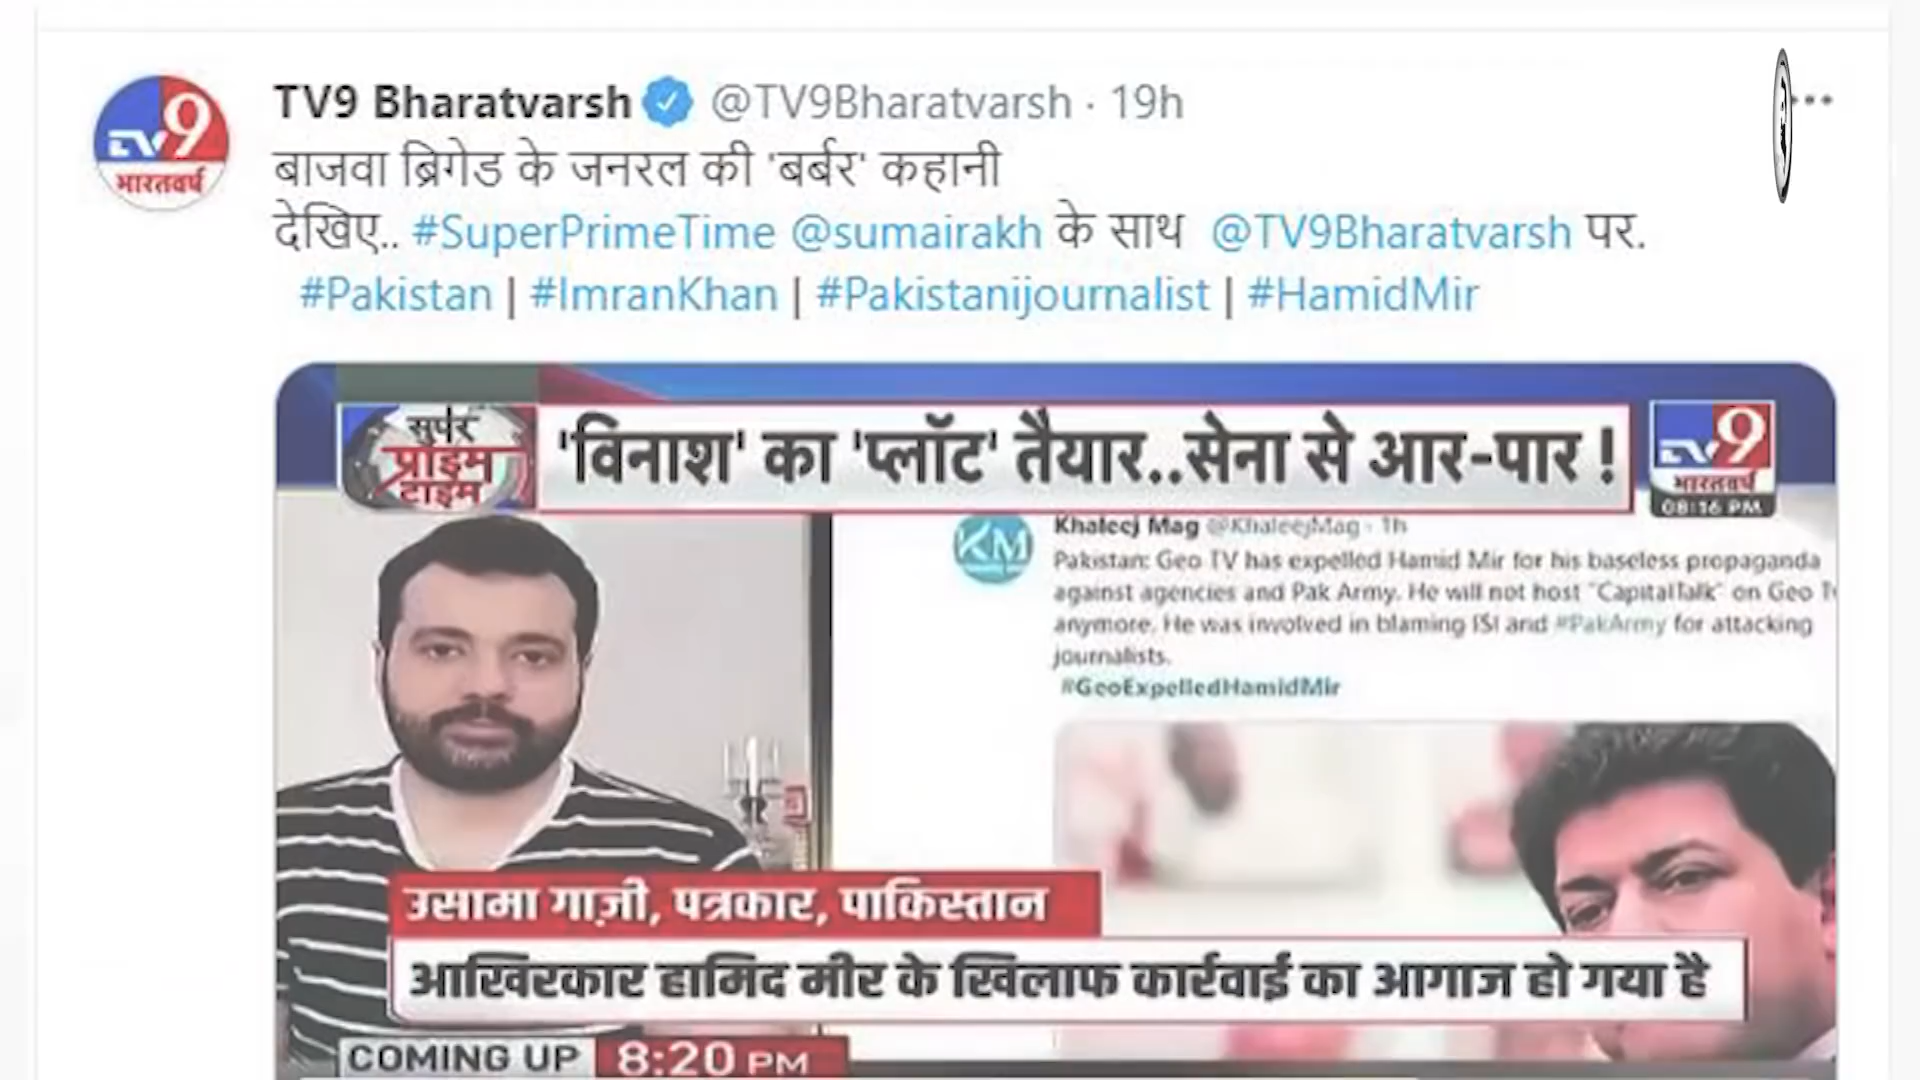 TV9 Bharatvarsh @TV9Bharatvarsh · 19h
बाजवा ब्रिगेड के जनरल की 'बर्बर' कहानी
देखिए.. #SuperPrimeTime @sumairakh के साथ @TV9Bharatvarsh पर.
#Pakistan | #ImranKhan | #Pakistanijournalist | #HamidMir
TV9
भारतवर्ष
सुपर
प्राइम
टाइम
'विनाश' का 'प्लॉट' तैयार..सेना से आर-पार !
TV9
भारतवर्ष
08:16 PM
KM
Khaleej Mag @KhaleejMag · 1h
Pakistan: Geo TV has expelled Hamid Mir for his baseless propaganda
against agencies and Pak Army. He will not host "CapitalTalk" on Geo
anymore. He was involved in blaming ISI and #PakArmy for attacking
journalists.
#GeoExpelledHamidMir
उसामा गाज़ी, पत्रकार, पाकिस्तान
आखिरकार हामिद मीर के खिलाफ कार्रवाई का आगाज हो गया है
COMING UP 8:20 PM